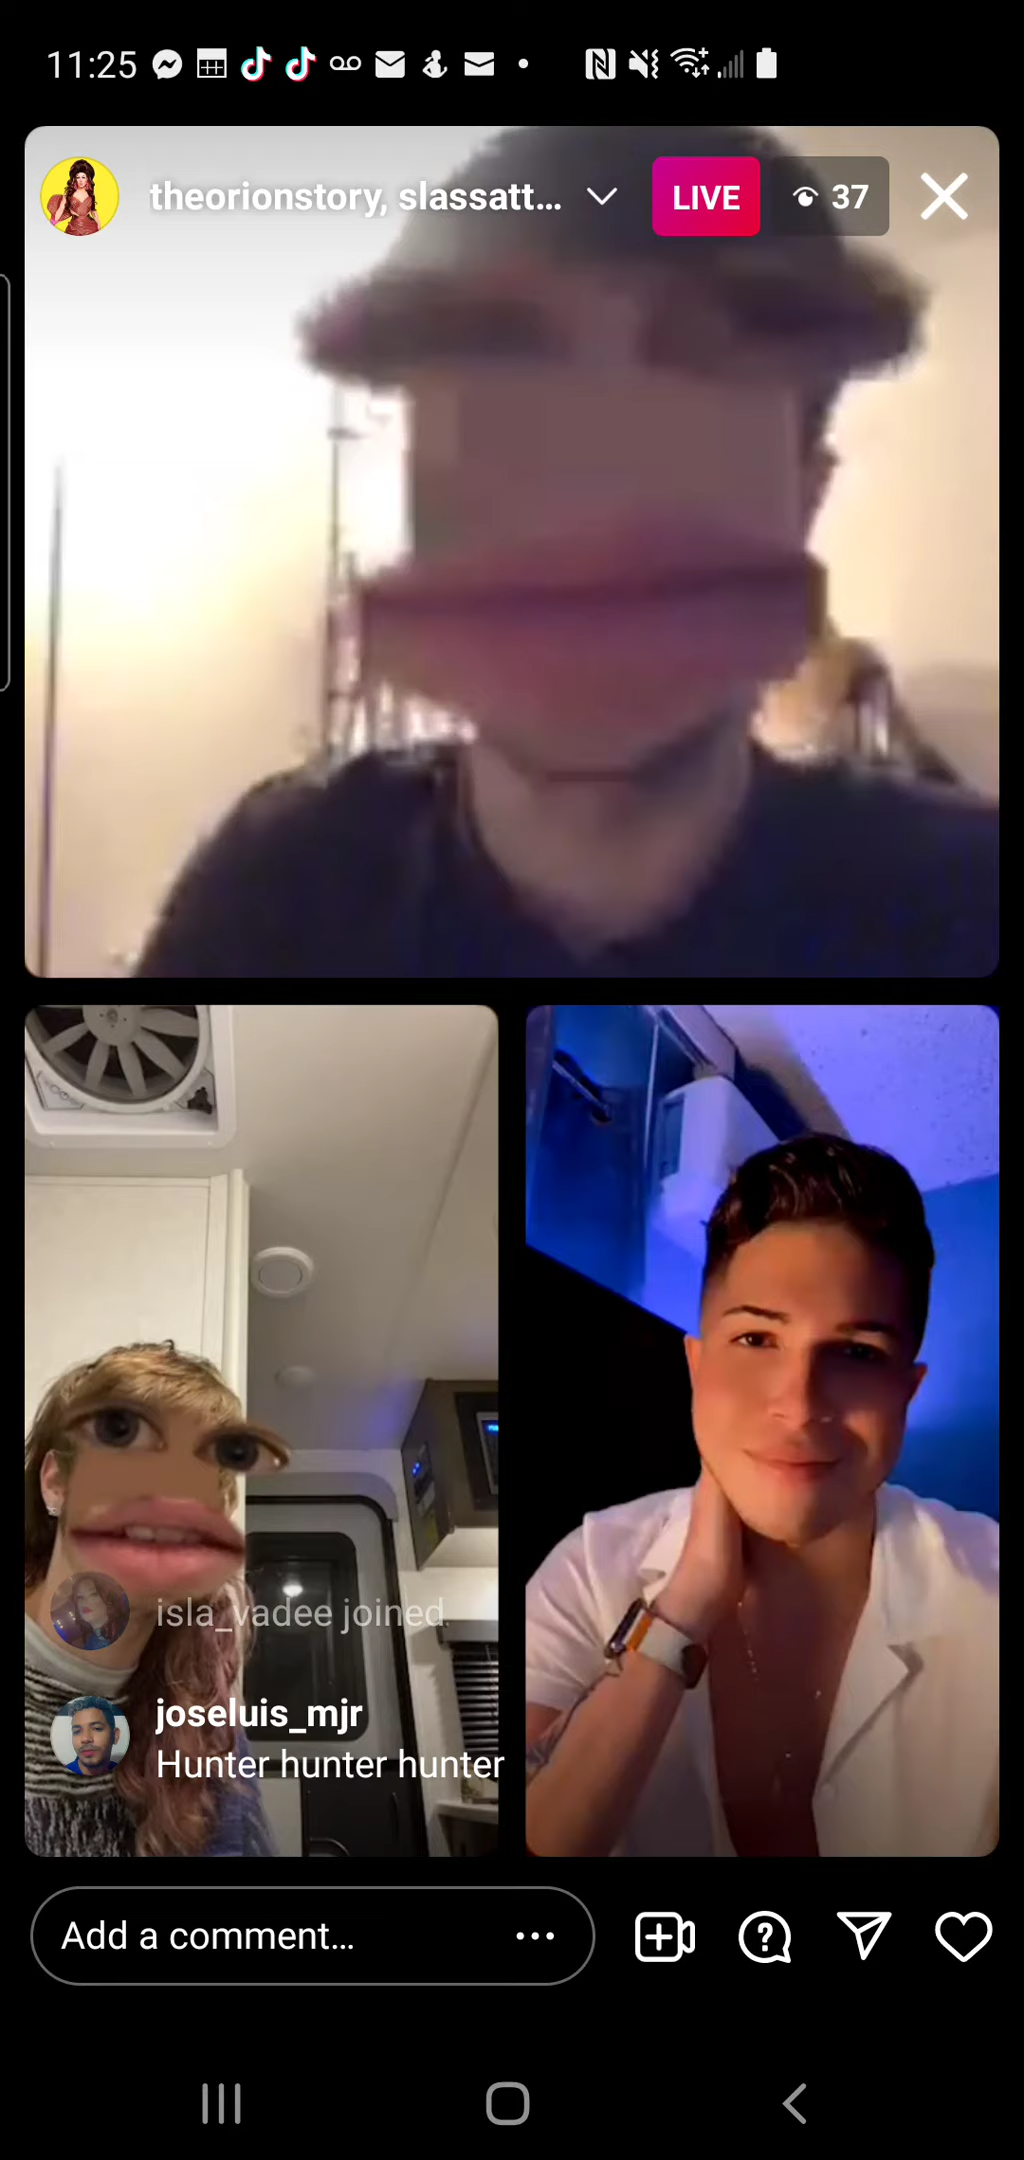 11:25
theorionstory, slassatt... LIVE 37
isla_vadee joined.
joseluis_mjr
Hunter hunter hunter
Add a comment...